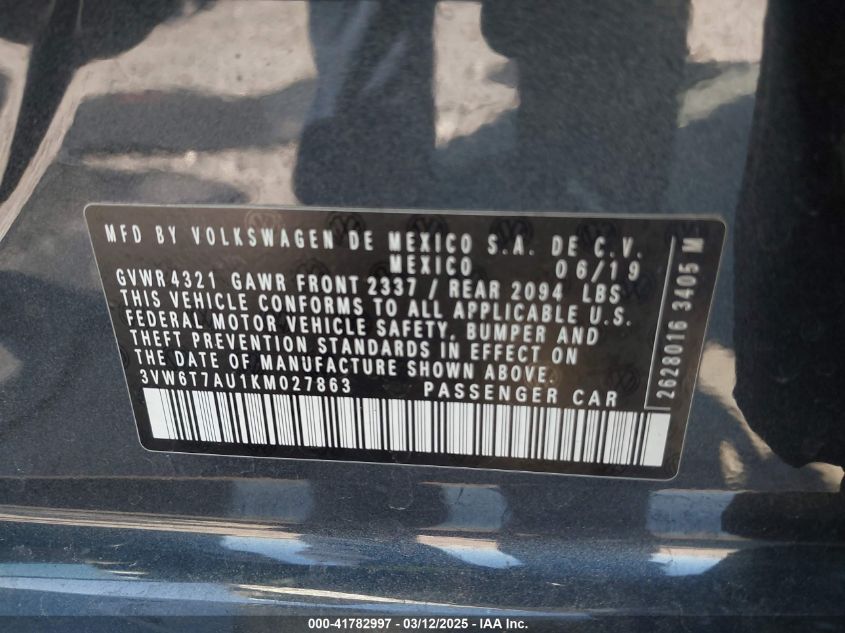 MFD BY VOLKSWAGEN DE MEXICO S.A. DE C.V.
MEXICO 06/19
GVWR 4321 GAWR FRONT 2337 / REAR 2094 LBS
THIS VEHICLE CONFORMS TO ALL APPLICABLE U.S.
FEDERAL MOTOR VEHICLE SAFETY, BUMPER AND
THEFT PREVENTION STANDARDS IN EFFECT ON
THE DATE OF MANUFACTURE SHOWN ABOVE.
3VW6T7AU1KM027863 PASSENGER CAR
2628016 3405 M
000-41782997 - 03/12/2025 - IAA Inc.